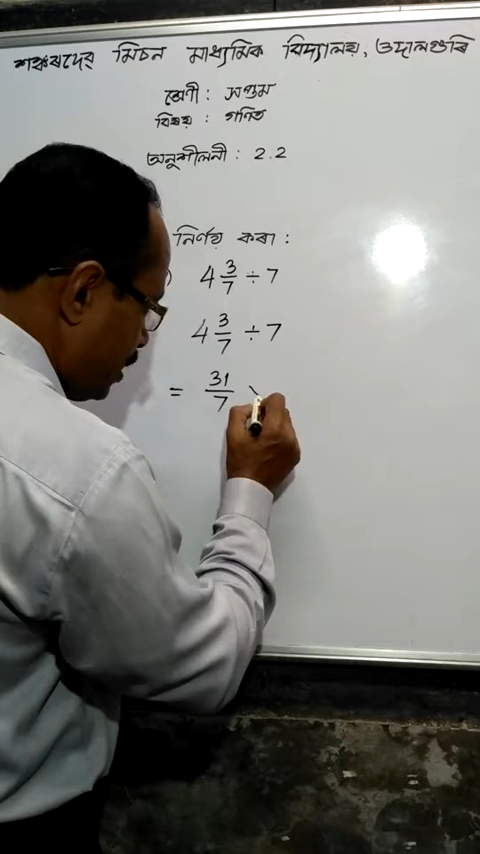 শঙ্কৰদেৱ মিচন মাধ্যমিক বিদ্যালয়, ওদালগুৰি
শ্ৰেণী : সপ্তম
বিষয় : গণিত
অনুশীলনী : 2.2
নিৰ্ণয় কৰা :
) 4 3/7 ÷ 7
4 3/7 ÷ 7
= 31/7